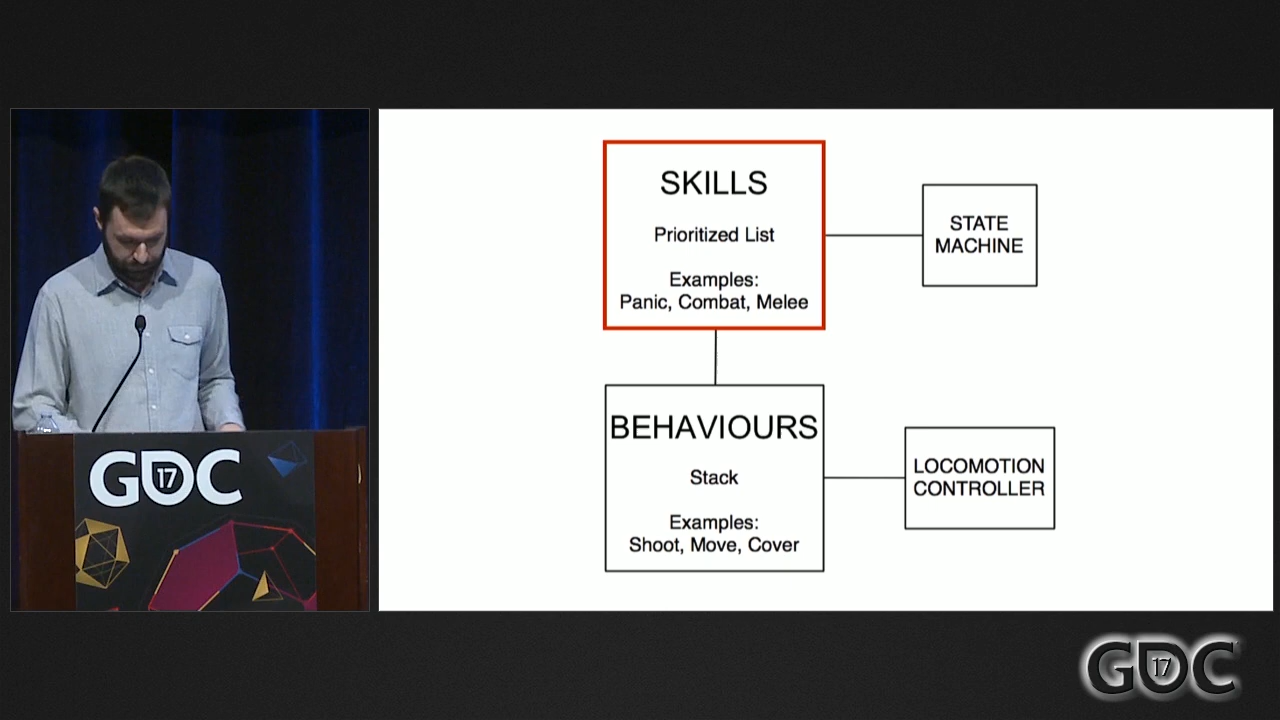 SKILLS
Prioritized List
Examples:
Panic, Combat, Melee
STATE
MACHINE
BEHAVIOURS
Stack
Examples:
Shoot, Move, Cover
LOCOMOTION
CONTROLLER
GDC
17
GDC
17